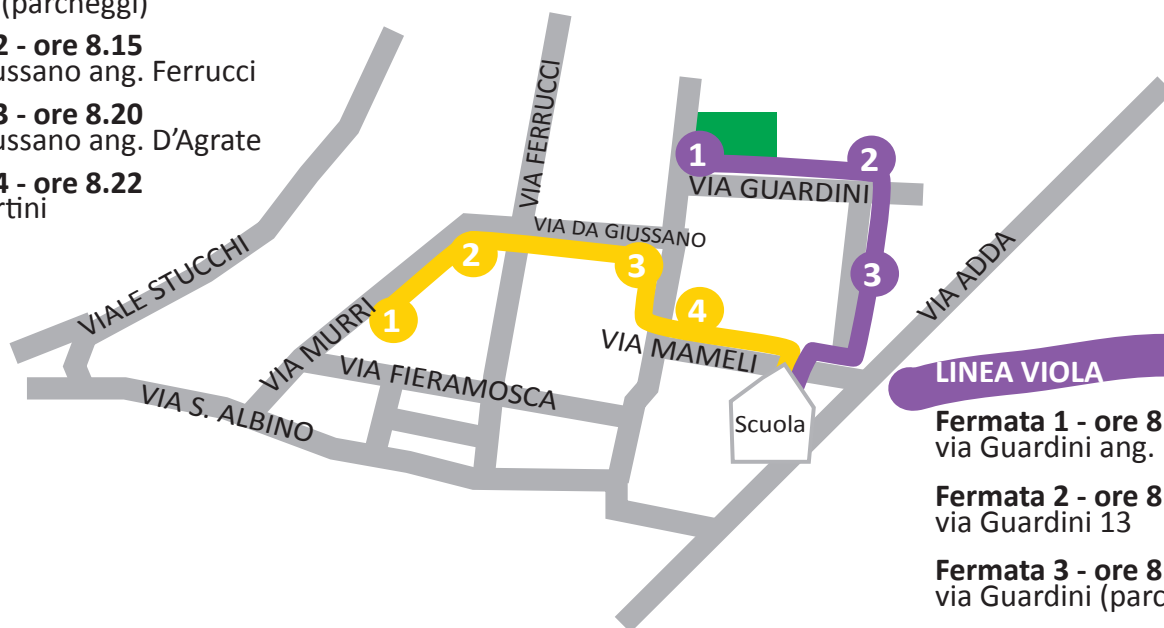 (parcheggi)
2 - ore 8.15
ussano ang. Ferrucci
3 - ore 8.20
ussano ang. D'Agrate
4 - ore 8.22
rtini
VIALE STUCCHI
VIA MURRI
VIA S. ALBINO
VIA FIERAMOSCA
VIA FERRUCCI
VIA DA GIUSSANO
VIA MAMELI
VIA GUARDINI
VIA ADDA
1
2
3
4
1
2
3
Scuola
LINEA VIOLA
Fermata 1 - ore 8
via Guardini ang.
Fermata 2 - ore 8
via Guardini 13
Fermata 3 - ore 8
via Guardini (parc